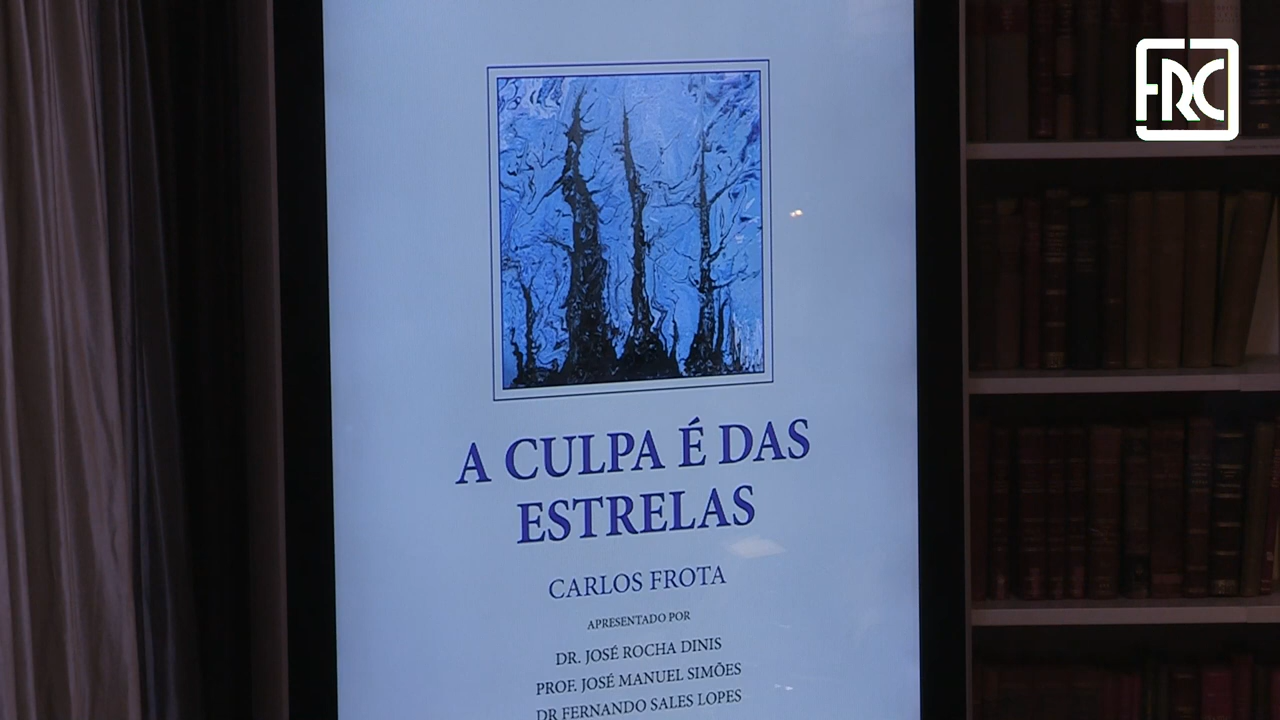 FRC
A CULPA É DAS
ESTRELAS
CARLOS FROTA
APRESENTADO POR
DR. JOSÉ ROCHA DINIS
PROF. JOSÉ MANUEL SIMÕES
DR FERNANDO SALES LOPES